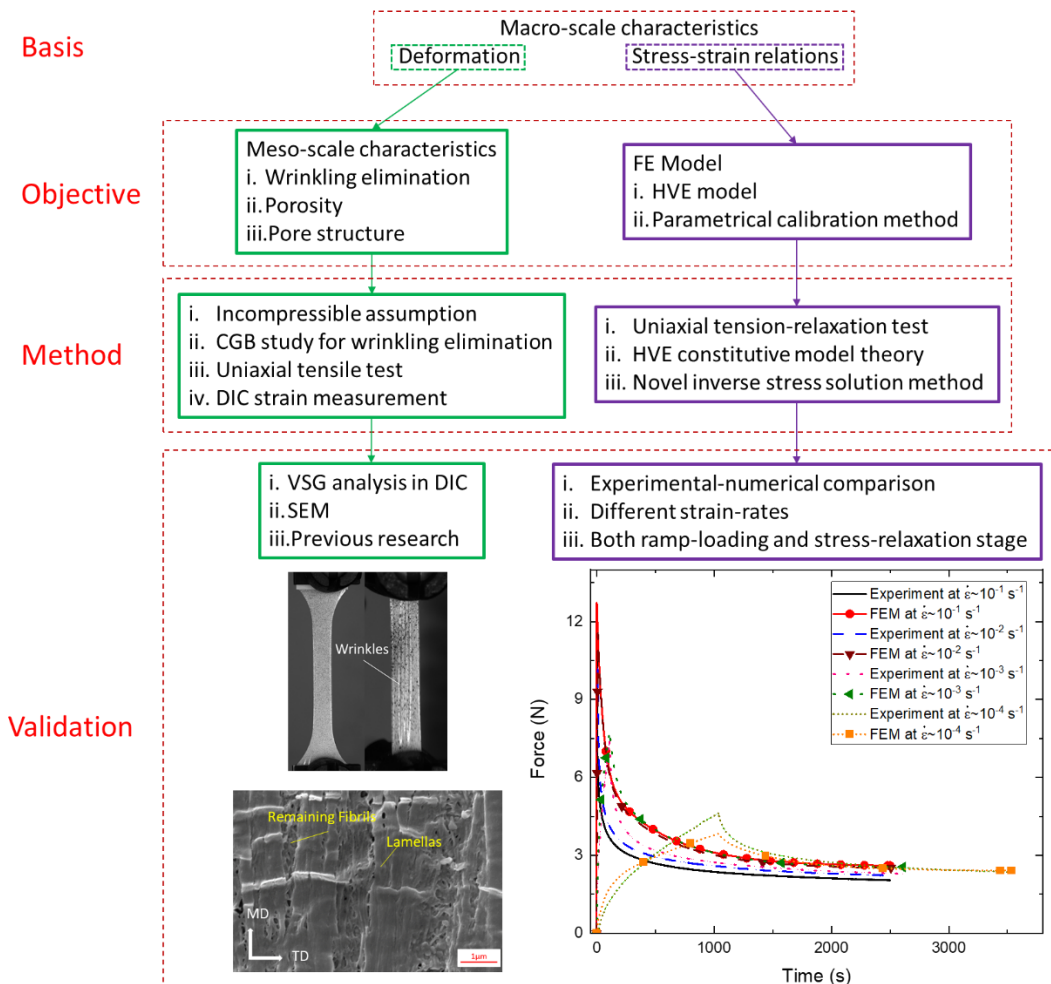 Basis
Macro-scale characteristics
Deformation
Stress-strain relations
Objective
Meso-scale characteristics
i. Wrinkling elimination
ii. Porosity
iii. Pore structure
FE Model
i. HVE model
ii. Parametrical calibration method
Method
i. Incompressible assumption
ii. CGB study for wrinkling elimination
iii. Uniaxial tensile test
iv. DIC strain measurement
i. Uniaxial tension-relaxation test
ii. HVE constitutive model theory
iii. Novel inverse stress solution method
Validation
i. VSG analysis in DIC
ii. SEM
iii. Previous research
i. Experimental-numerical comparison
ii. Different strain-rates
iii. Both ramp-loading and stress-relaxation stage
Wrinkles
Remaining Fibrils
Lamellas
MD
TD
1μm
Experiment at ε̇~10⁻¹ s⁻¹
FEM at ε̇~10⁻¹ s⁻¹
Experiment at ε̇~10⁻² s⁻¹
FEM at ε̇~10⁻² s⁻¹
Experiment at ε̇~10⁻³ s⁻¹
FEM at ε̇~10⁻³ s⁻¹
Experiment at ε̇~10⁻⁴ s⁻¹
FEM at ε̇~10⁻⁴ s⁻¹
Force (N)
12
9
6
3
0
0
1000
2000
3000
Time (s)